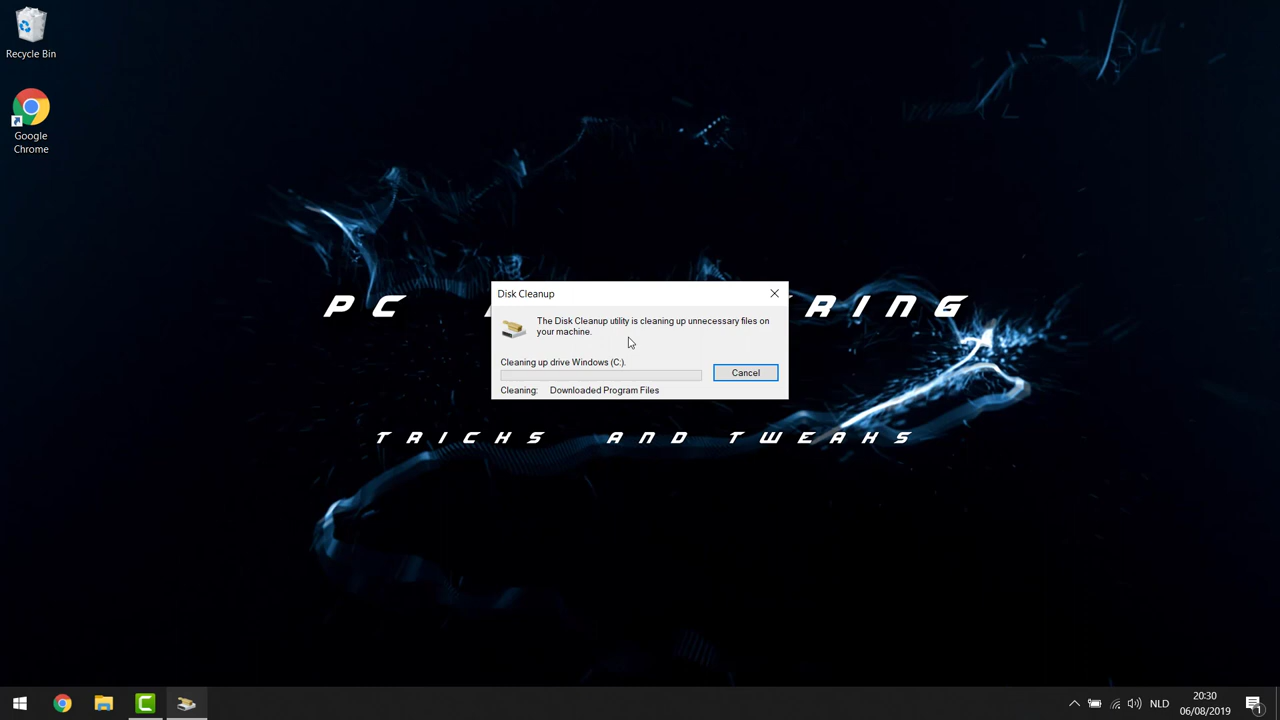 Recycle Bin
Google
Chrome
Disk Cleanup
The Disk Cleanup utility is cleaning up unnecessary files on
your machine.
Cleaning up drive Windows (C:).
Cancel
Cleaning: Downloaded Program Files
PC
RING
TRICKS AND TWEAKS
NLD
20:30
06/08/2019
1